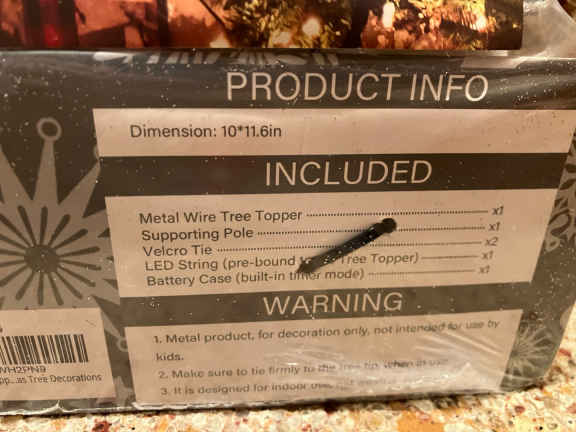 PRODUCT INFO
Dimension: 10*11.6in
INCLUDED
Metal Wire Tree Topper x1
Supporting Pole x1
Velcro Tie x2
LED String (pre-bound Tree Topper) x1
Battery Case (built-in timer mode) x1
WARNING
1. Metal product, for decoration only, not intended for use by
kids.
2. Make sure to tie firmly to the tree tip, when in use.
3. It is designed for indoor
WH2PN9
pp...as Tree Decorations